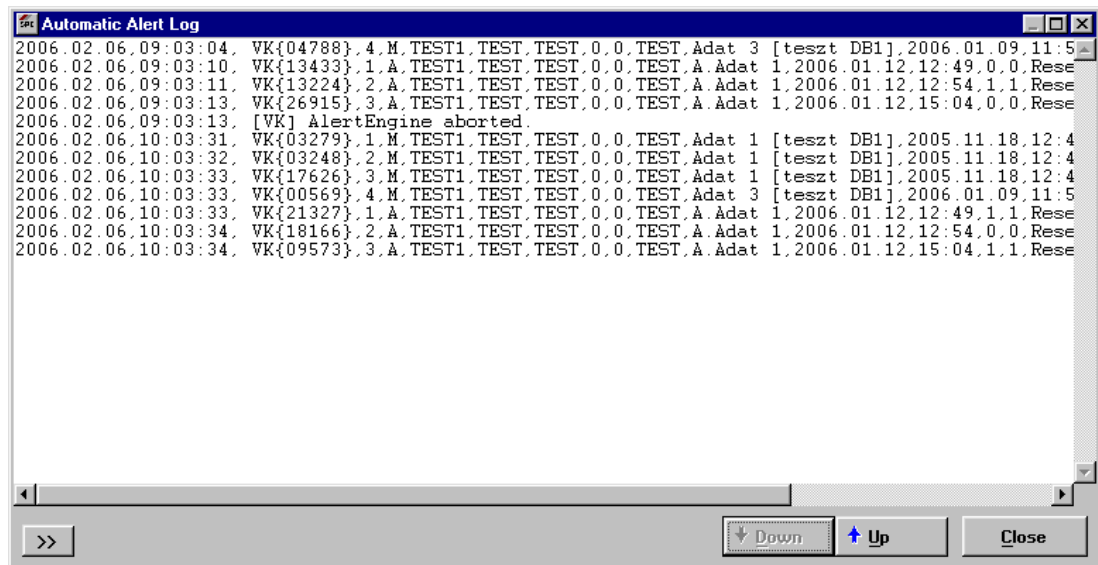 SPC Automatic Alert Log
2006.02.06,09:03:04, VK{04788},4,M,TEST1,TEST,TEST,0,0,TEST,Adat 3 [teszt DB1],2006.01.09,11:5
2006.02.06,09:03:10, VK{13433},1,A,TEST1,TEST,TEST,0,0,TEST,A.Adat 1,2006.01.12,12:49,0,0,Rese
2006.02.06,09:03:11, VK{13224},2,A,TEST1,TEST,TEST,0,0,TEST,A.Adat 1,2006.01.12,12:54,1,1,Rese
2006.02.06,09:03:13, VK{26915},3,A,TEST1,TEST,TEST,0,0,TEST,A.Adat 1,2006.01.12,15:04,0,0,Rese
2006.02.06,09:03:13, [VK] AlertEngine aborted.
2006.02.06,10:03:31, VK{03279},1,M,TEST1,TEST,TEST,0,0,TEST,Adat 1 [teszt DB1],2005.11.18,12:4
2006.02.06,10:03:32, VK{03248},2,M,TEST1,TEST,TEST,0,0,TEST,Adat 1 [teszt DB1],2005.11.18,12:4
2006.02.06,10:03:33, VK{17626},3,M,TEST1,TEST,TEST,0,0,TEST,Adat 1 [teszt DB1],2005.11.18,12:4
2006.02.06,10:03:33, VK{00569},4,M,TEST1,TEST,TEST,0,0,TEST,Adat 3 [teszt DB1],2006.01.09,11:5
2006.02.06,10:03:33, VK{21327},1,A,TEST1,TEST,TEST,0,0,TEST,A.Adat 1,2006.01.12,12:49,1,1,Rese
2006.02.06,10:03:34, VK{18166},2,A,TEST1,TEST,TEST,0,0,TEST,A.Adat 1,2006.01.12,12:54,0,0,Rese
2006.02.06,10:03:34, VK{09573},3,A,TEST1,TEST,TEST,0,0,TEST,A.Adat 1,2006.01.12,15:04,1,1,Rese
>> Down Up Close